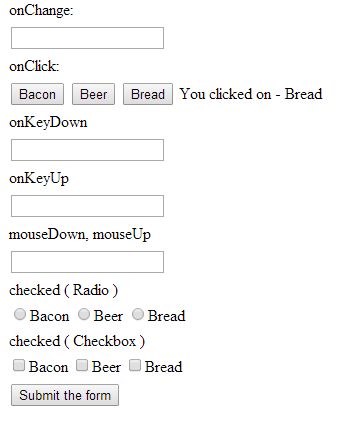 onChange:
onClick:
Bacon Beer Bread You clicked on - Bread
onKeyDown
onKeyUp
mouseDown, mouseUp
checked ( Radio )
Bacon Beer Bread
checked ( Checkbox )
Bacon Beer Bread
Submit the form